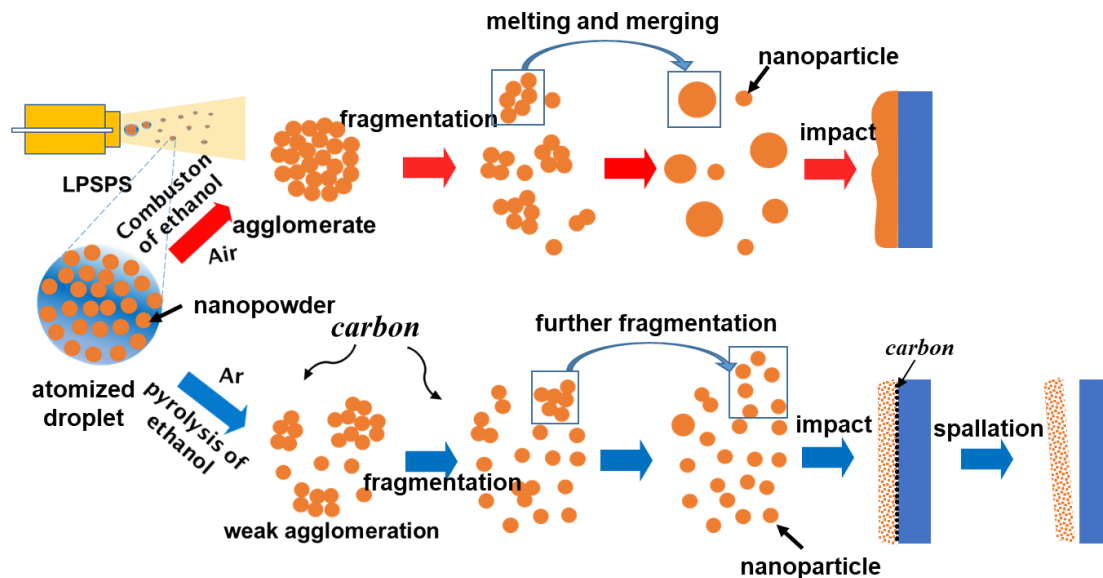 melting and merging
nanoparticle
fragmentation
impact
LPSPS
Combuston
of ethanol
Air
agglomerate
nanopowder
carbon
further fragmentation
carbon
atomized
droplet
Ar
pyrolysis of
ethanol
impact
spallation
fragmentation
weak agglomeration
nanoparticle